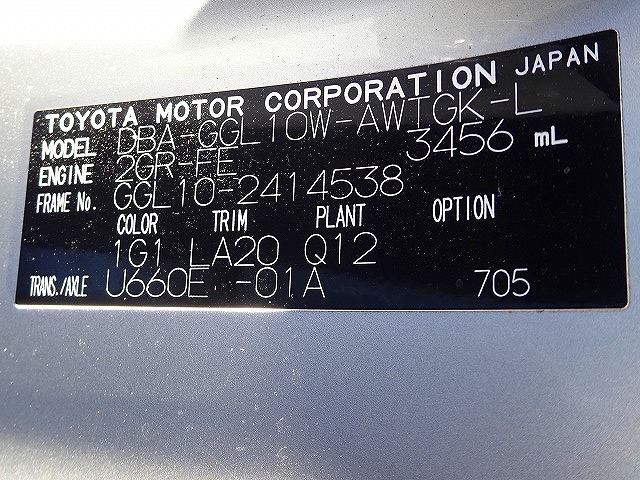 TOYOTA MOTOR CORPORATION JAPAN
MODEL DBA-GGL10W-AWTGK-L
ENGINE 2GR-FE 3456 mL
FRAME No. GGL10-2414538
COLOR TRIM PLANT OPTION
1G1 LA20 Q12
TRANS./AXLE U660E -01A 705